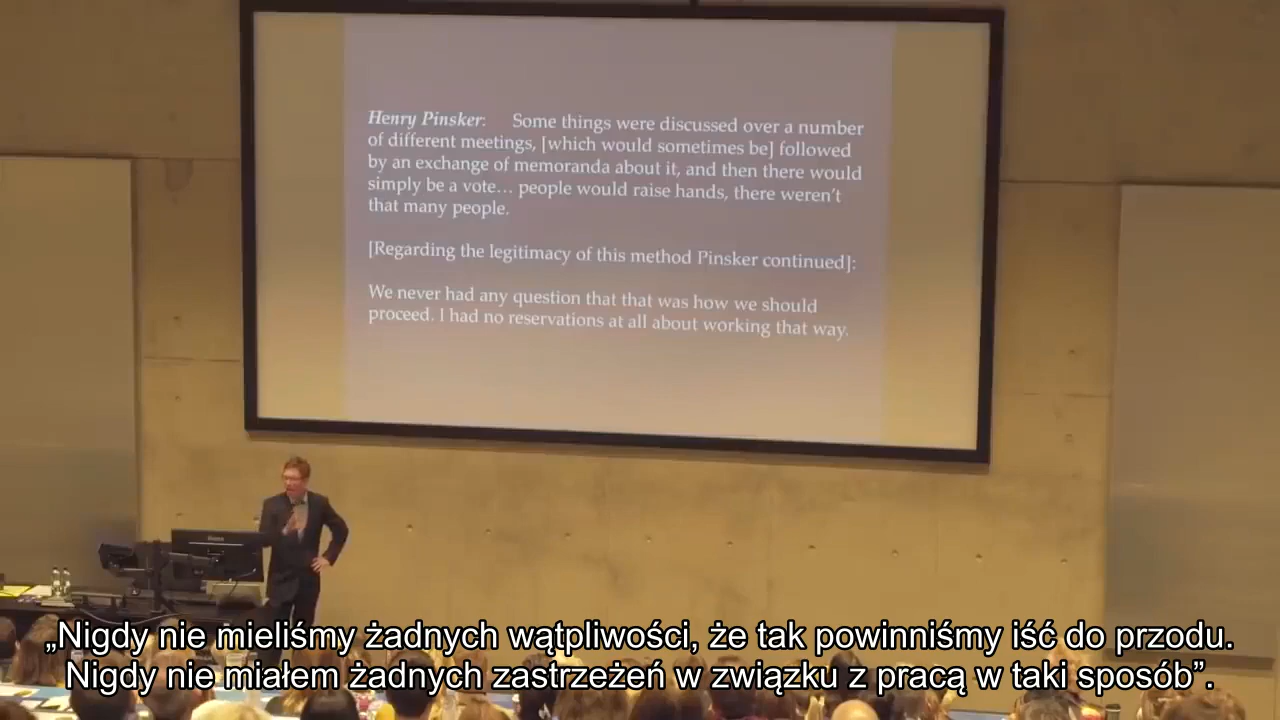 Henry Pinsker: Some things were discussed over a number
of different meetings, [which would sometimes be] followed
by an exchange of memoranda about it, and then there would
simply be a vote… people would raise hands, there weren't
that many people.
[Regarding the legitimacy of this method Pinsker continued]:
We never had any question that that was how we should
proceed. I had no reservations at all about working that way.
„Nigdy nie mieliśmy żadnych wątpliwości, że tak powinniśmy iść do przodu.
Nigdy nie miałem żadnych zastrzeżeń w związku z pracą w taki sposób”.